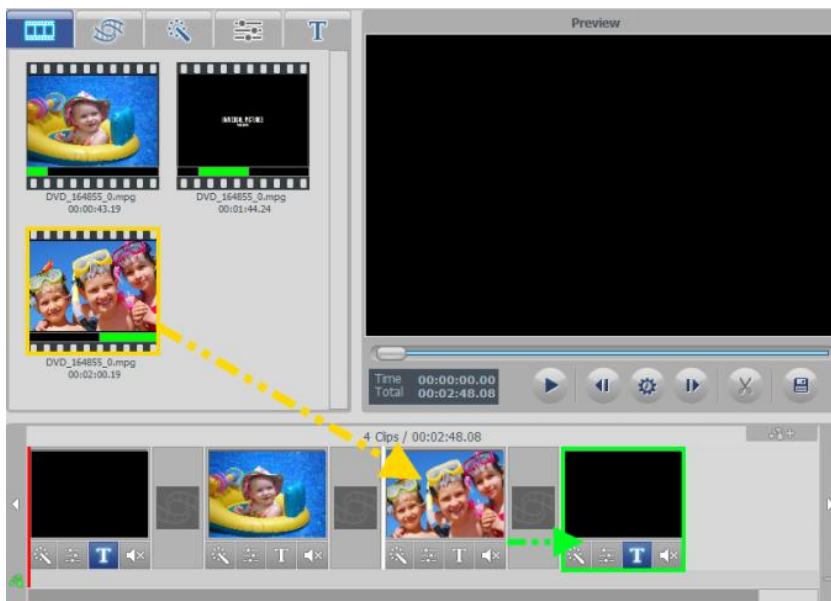 T
Preview
DVD_164855_0.mpg
00:00:43.19
DVD_164855_0.mpg
00:01:44.24
DVD_164855_0.mpg
00:02:00.19
Time 00:00:00.00
Total 00:02:48.08
4 Clips / 00:02:48.08
T
T
T
T